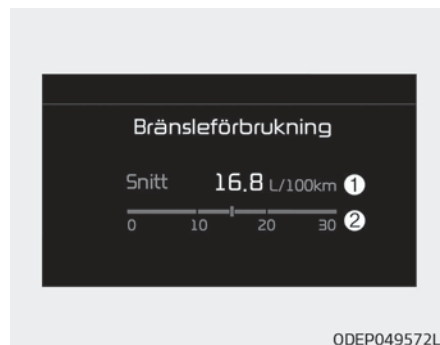 Bränsleförbrukning
Snitt 16.8 L/100km ①
0 10 20 30 ②
ODEP049572L